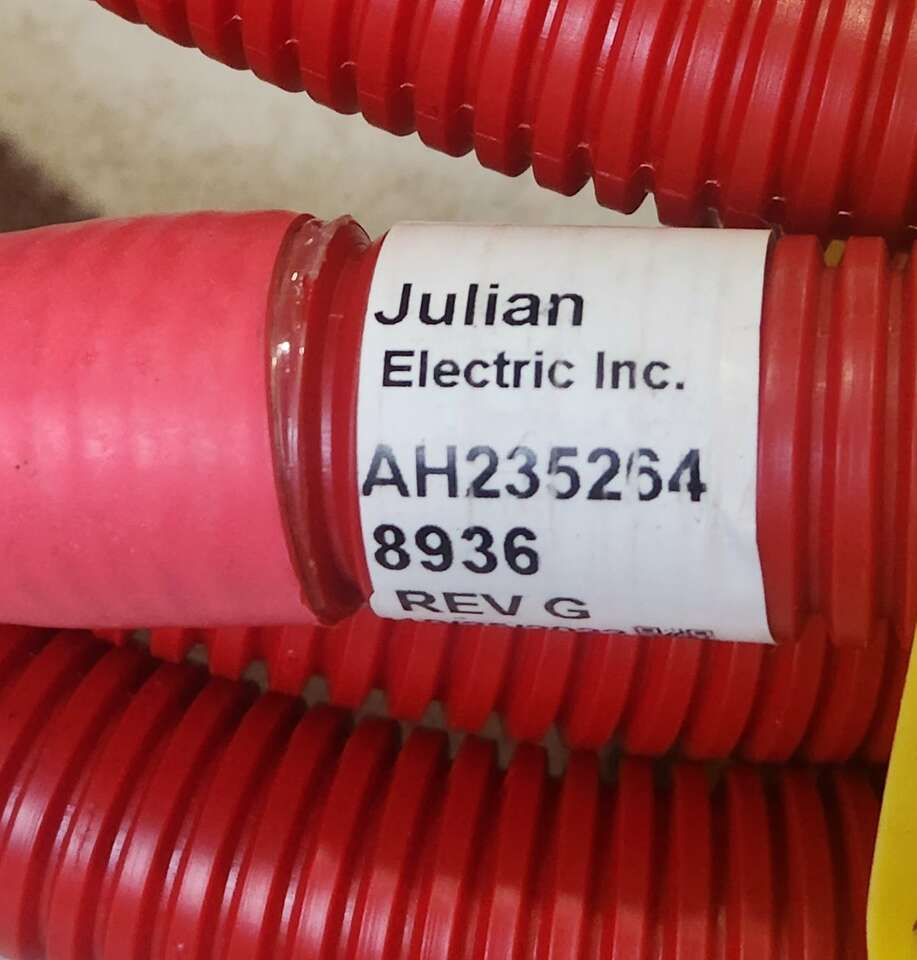 Julian
Electric Inc.
AH235264
8936
REV G